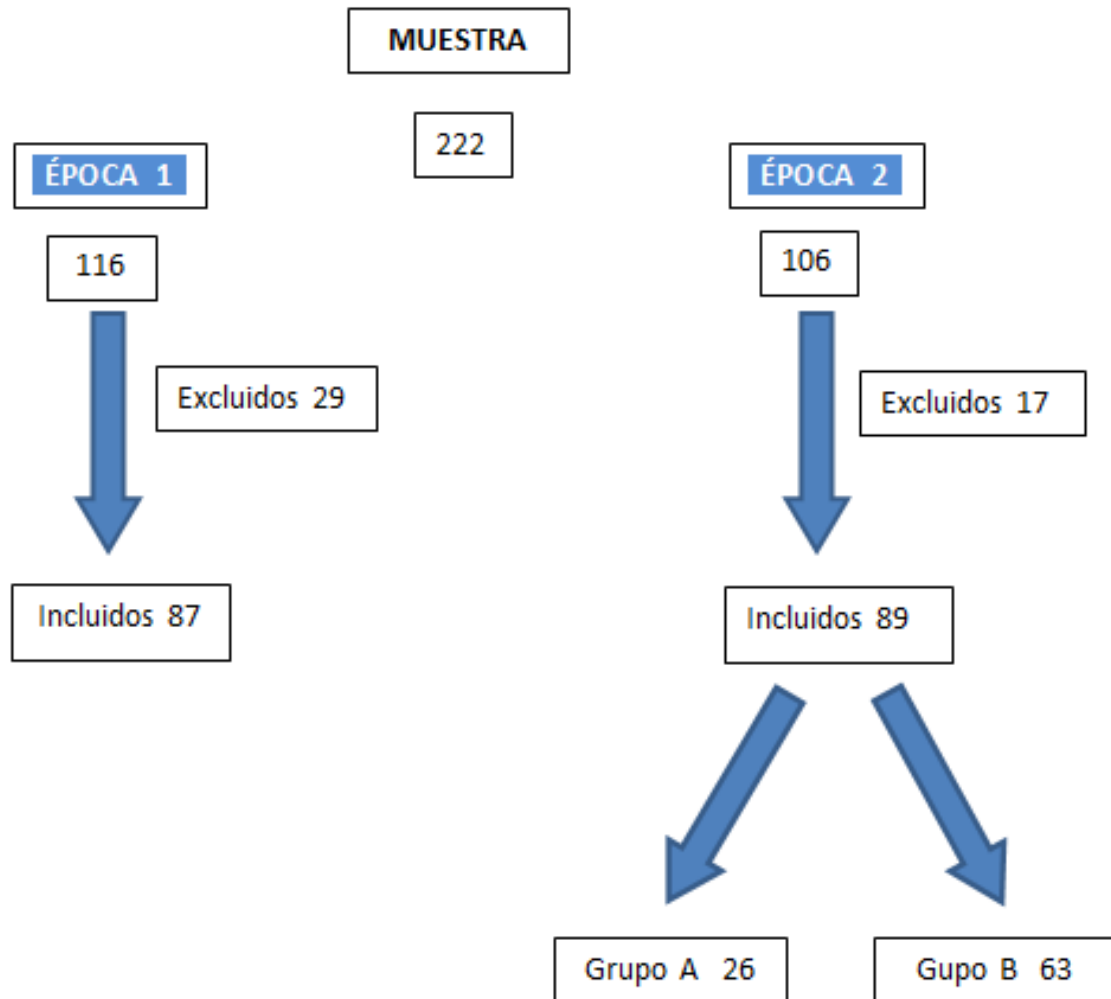 MUESTRA
222
ÉPOCA 1
ÉPOCA 2
116
106
Excluidos 29
Excluidos 17
Incluidos 87
Incluidos 89
Grupo A 26
Gupo B 63